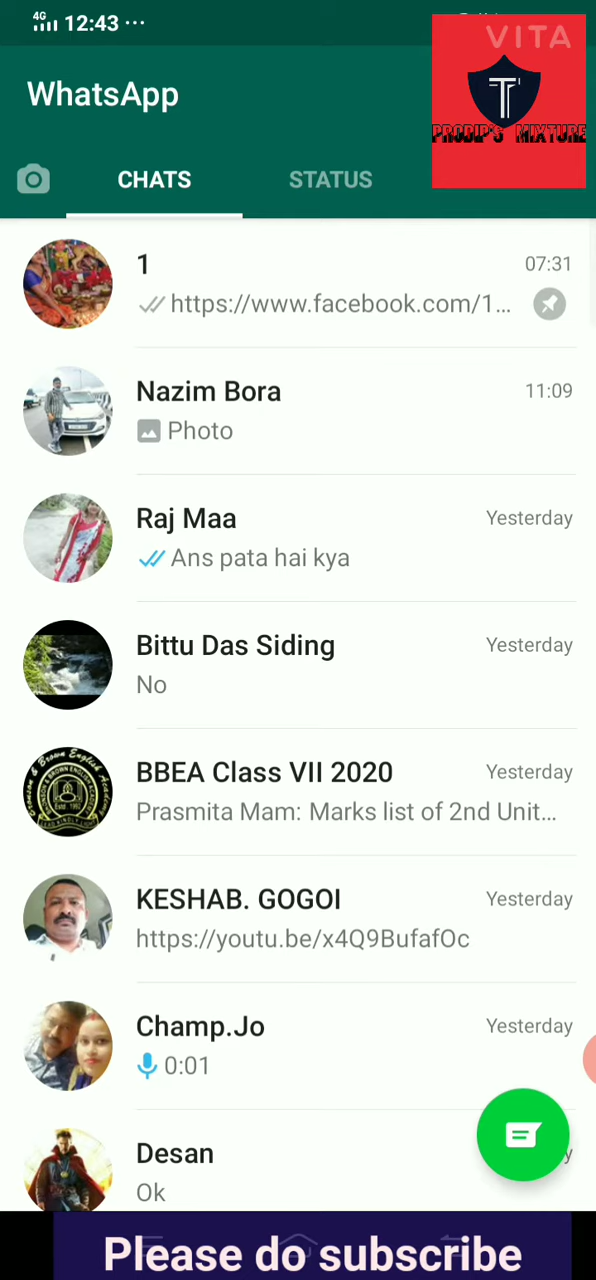 4G 12:43 ...
VITA
WhatsApp
T
PRODIP'S MIXTURE
CHATS STATUS
1 07:31
https://www.facebook.com/1...
Nazim Bora 11:09
Photo
Raj Maa Yesterday
Ans pata hai kya
Bittu Das Siding Yesterday
No
BBEA Class VII 2020 Yesterday
Prasmita Mam: Marks list of 2nd Unit...
KESHAB. GOGOI Yesterday
https://youtu.be/x4Q9BufafOc
Champ.Jo Yesterday
0:01
Desan y
Ok
Please do subscribe